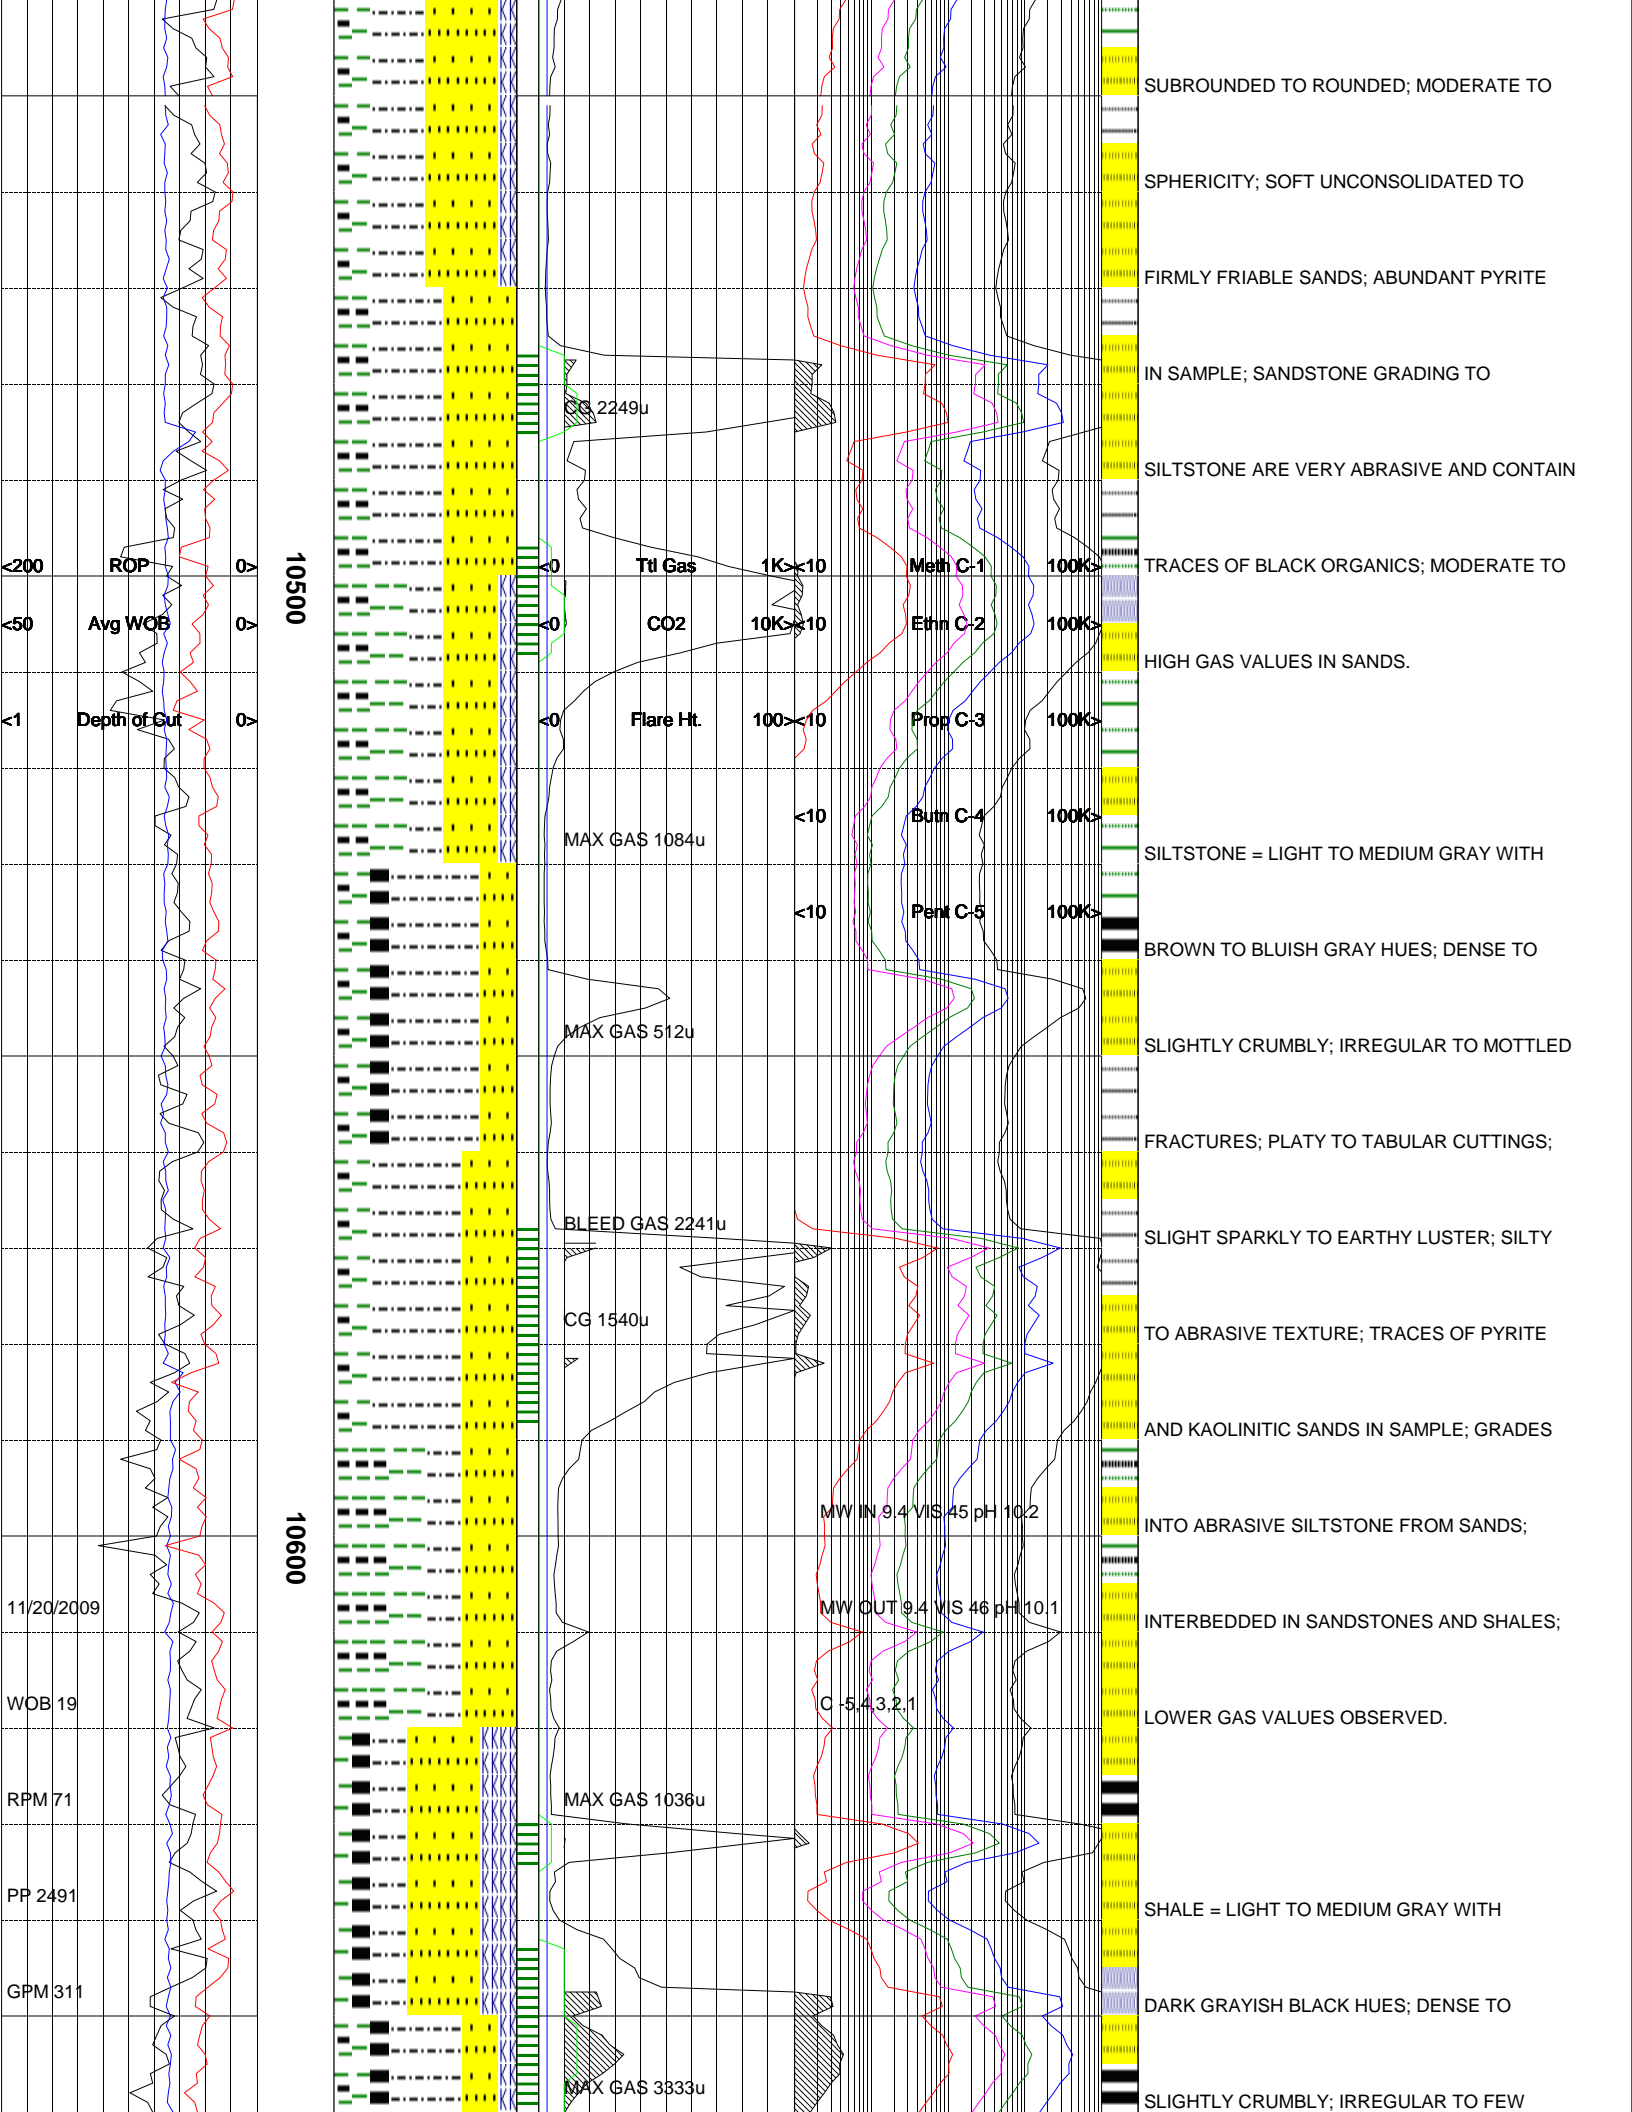 SUBROUNDED TO ROUNDED; MODERATE TO
SPHERICITY; SOFT UNCONSOLIDATED TO
FIRMLY FRIABLE SANDS; ABUNDANT PYRITE
IN SAMPLE; SANDSTONE GRADING TO
CG 2249u
SILTSTONE ARE VERY ABRASIVE AND CONTAIN
<200 ROP 0> 10500 <0 Ttl Gas 1K> <10 Meth C-1 100K> TRACES OF BLACK ORGANICS; MODERATE TO
<50 Avg WOB 0> <0 CO2 10K> <10 Ethn C-2 100K>
HIGH GAS VALUES IN SANDS.
<1 Depth of Cut 0> <0 Flare Ht. 100> <10 Prop C-3 100K>
<10 Butn C-4 100K>
MAX GAS 1084u
SILTSTONE = LIGHT TO MEDIUM GRAY WITH
<10 Pent C-5 100K>
BROWN TO BLUISH GRAY HUES; DENSE TO
MAX GAS 512u
SLIGHTLY CRUMBLY; IRREGULAR TO MOTTLED
FRACTURES; PLATY TO TABULAR CUTTINGS;
BLEED GAS 2241u
SLIGHT SPARKLY TO EARTHY LUSTER; SILTY
CG 1540u
TO ABRASIVE TEXTURE; TRACES OF PYRITE
AND KAOLINITIC SANDS IN SAMPLE; GRADES
MW IN 9.4 VIS 45 pH 10.2
INTO ABRASIVE SILTSTONE FROM SANDS;
10600
11/20/2009 MW OUT 9.4 VIS 46 pH 10.1
INTERBEDDED IN SANDSTONES AND SHALES;
WOB 19 C -5,4,3,2,1
LOWER GAS VALUES OBSERVED.
RPM 71 MAX GAS 1036u
PP 2491
SHALE = LIGHT TO MEDIUM GRAY WITH
GPM 311
DARK GRAYISH BLACK HUES; DENSE TO
MAX GAS 3333u
SLIGHTLY CRUMBLY; IRREGULAR TO FEW